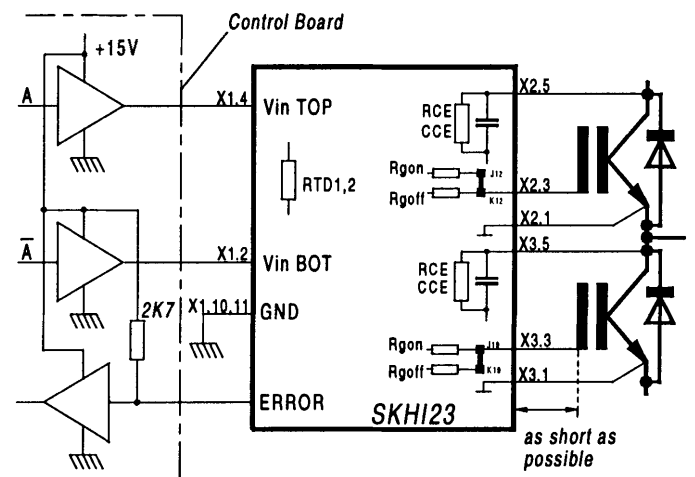 Control Board
+15V
A
X1.4
Vin TOP
RTD1,2
RCE
CCE
X2.5
Rgon
J12
Rgoff
K12
X2.3
X2.1
A̅
X1.2
Vin BOT
RCE
CCE
X3.5
2K7
X1,10,11
GND
Rgon
J19
Rgoff
K19
X3.3
X3.1
ERROR
SKHI23
as short as
possible